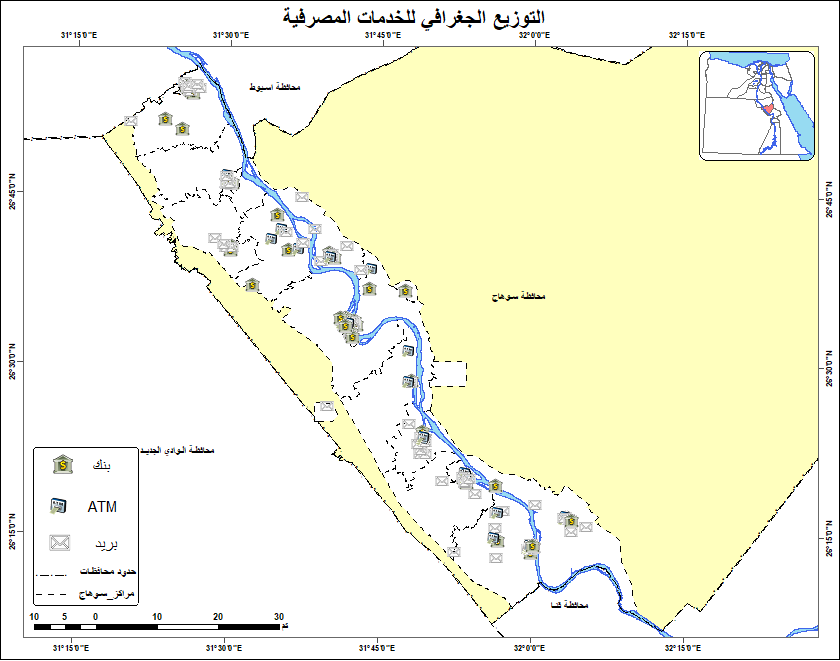 التوزيع الجغرافي للخدمات المصرفية
31°15'0"E 31°30'0"E 31°45'0"E 32°0'0"E 32°15'0"E
محافظة اسيوط
26°45'0"N 26°45'0"N
محافظة سوهاج
26°30'0"N 26°30'0"N
محافظة الوادي الجديد
بنك
ATM
بريد
26°15'0"N 26°15'0"N
حدود محافظات
مراكز_سوهاج
محافظة قنا
10 5 0 10 20 30
كم
31°15'0"E 31°30'0"E 31°45'0"E 32°0'0"E 32°15'0"E